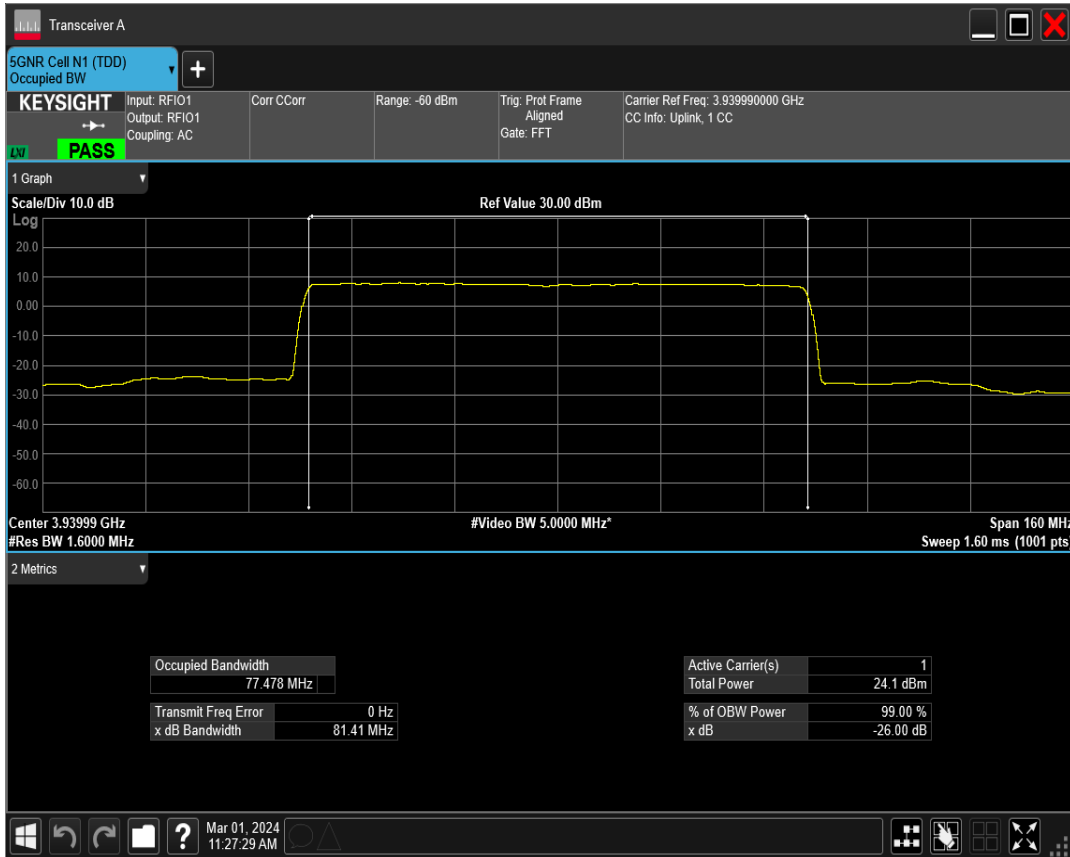 Transceiver A
5GNR Cell N1 (TDD)
Occupied BW
+
KEYSIGHT
LXI
PASS
Input: RFIO1
Output: RFIO1
Coupling: AC
Corr CCorr
Range: -60 dBm
Trig: Prot Frame
Aligned
Gate: FFT
Carrier Ref Freq: 3.939990000 GHz
CC Info: Uplink, 1 CC
1 Graph
Scale/Div 10.0 dB
Ref Value 30.00 dBm
Log
20.0
10.0
0.00
-10.0
-20.0
-30.0
-40.0
-50.0
-60.0
Center 3.93999 GHz
#Video BW 5.0000 MHz*
Span 160 MHz
#Res BW 1.6000 MHz
Sweep 1.60 ms (1001 pts)
2 Metrics
Occupied Bandwidth
77.478 MHz
Transmit Freq Error 0 Hz
x dB Bandwidth 81.41 MHz
Active Carrier(s) 1
Total Power 24.1 dBm
% of OBW Power 99.00 %
x dB -26.00 dB
?
Mar 01, 2024
11:27:29 AM